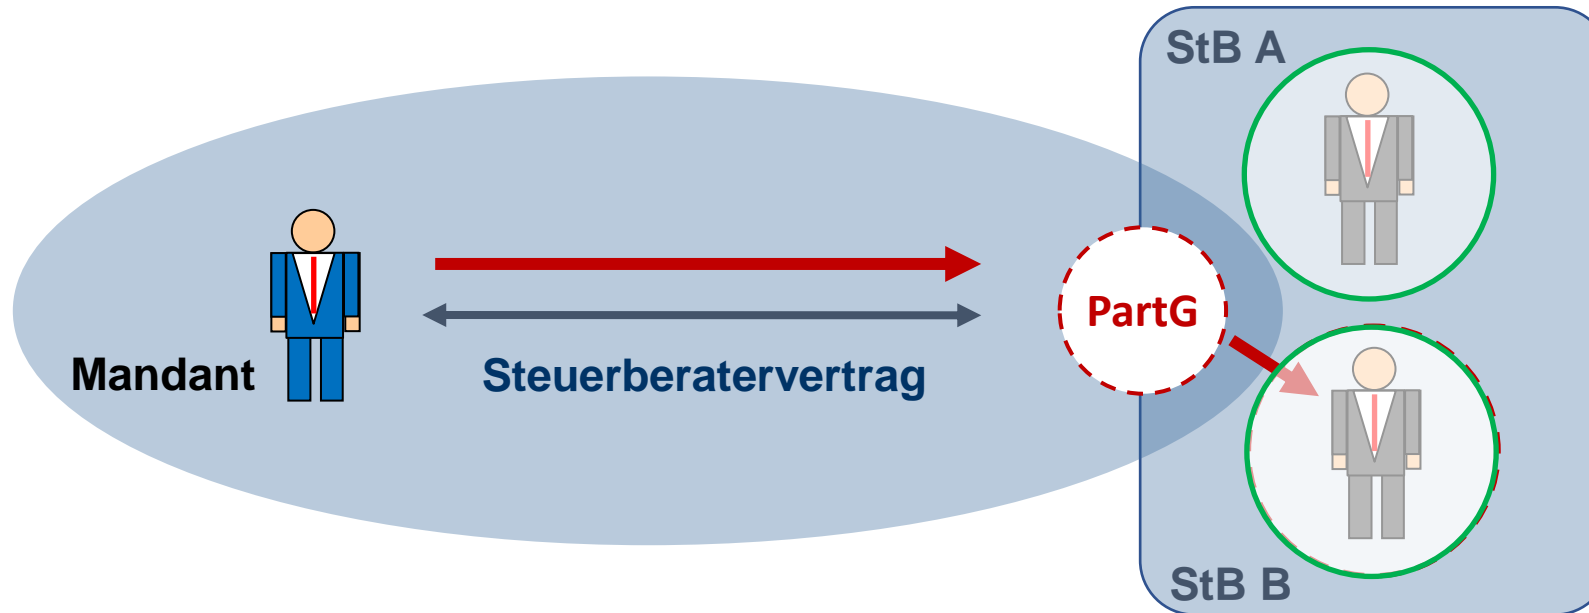 StB A
PartG
Mandant
Steuerberatervertrag
StB B